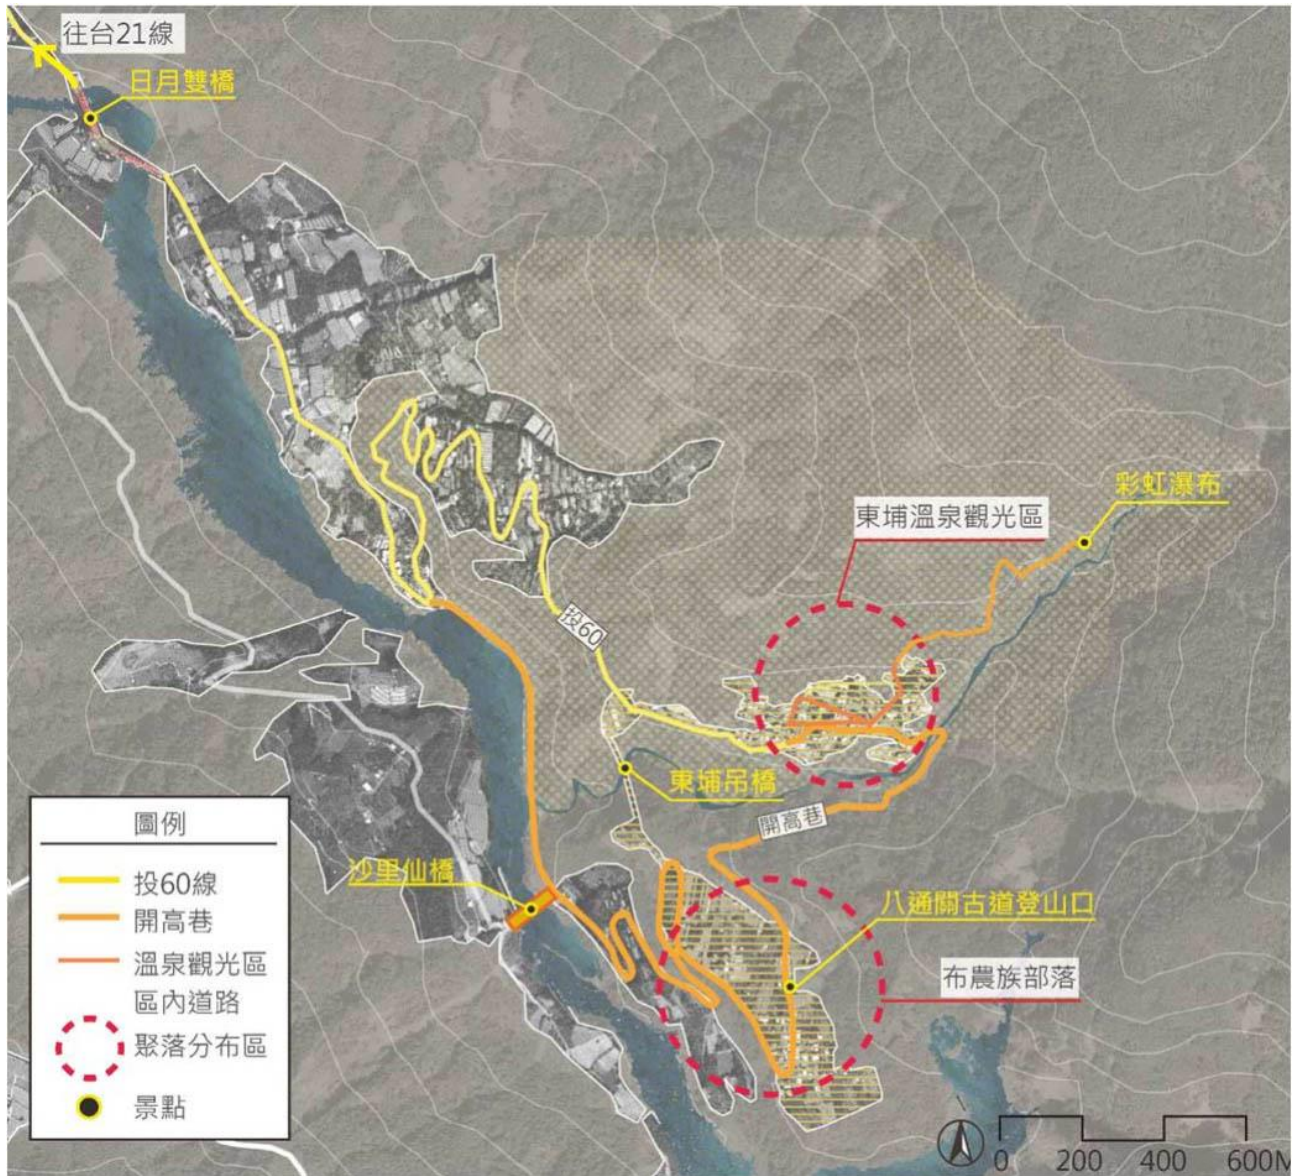 往台21線
日月雙橋
彩虹瀑布
東埔溫泉觀光區
投60
東埔吊橋
開高巷
圖例
投60線
開高巷
溫泉觀光區
區內道路
聚落分布區
景點
沙里仙橋
八通關古道登山口
布農族部落
0 200 400 600M